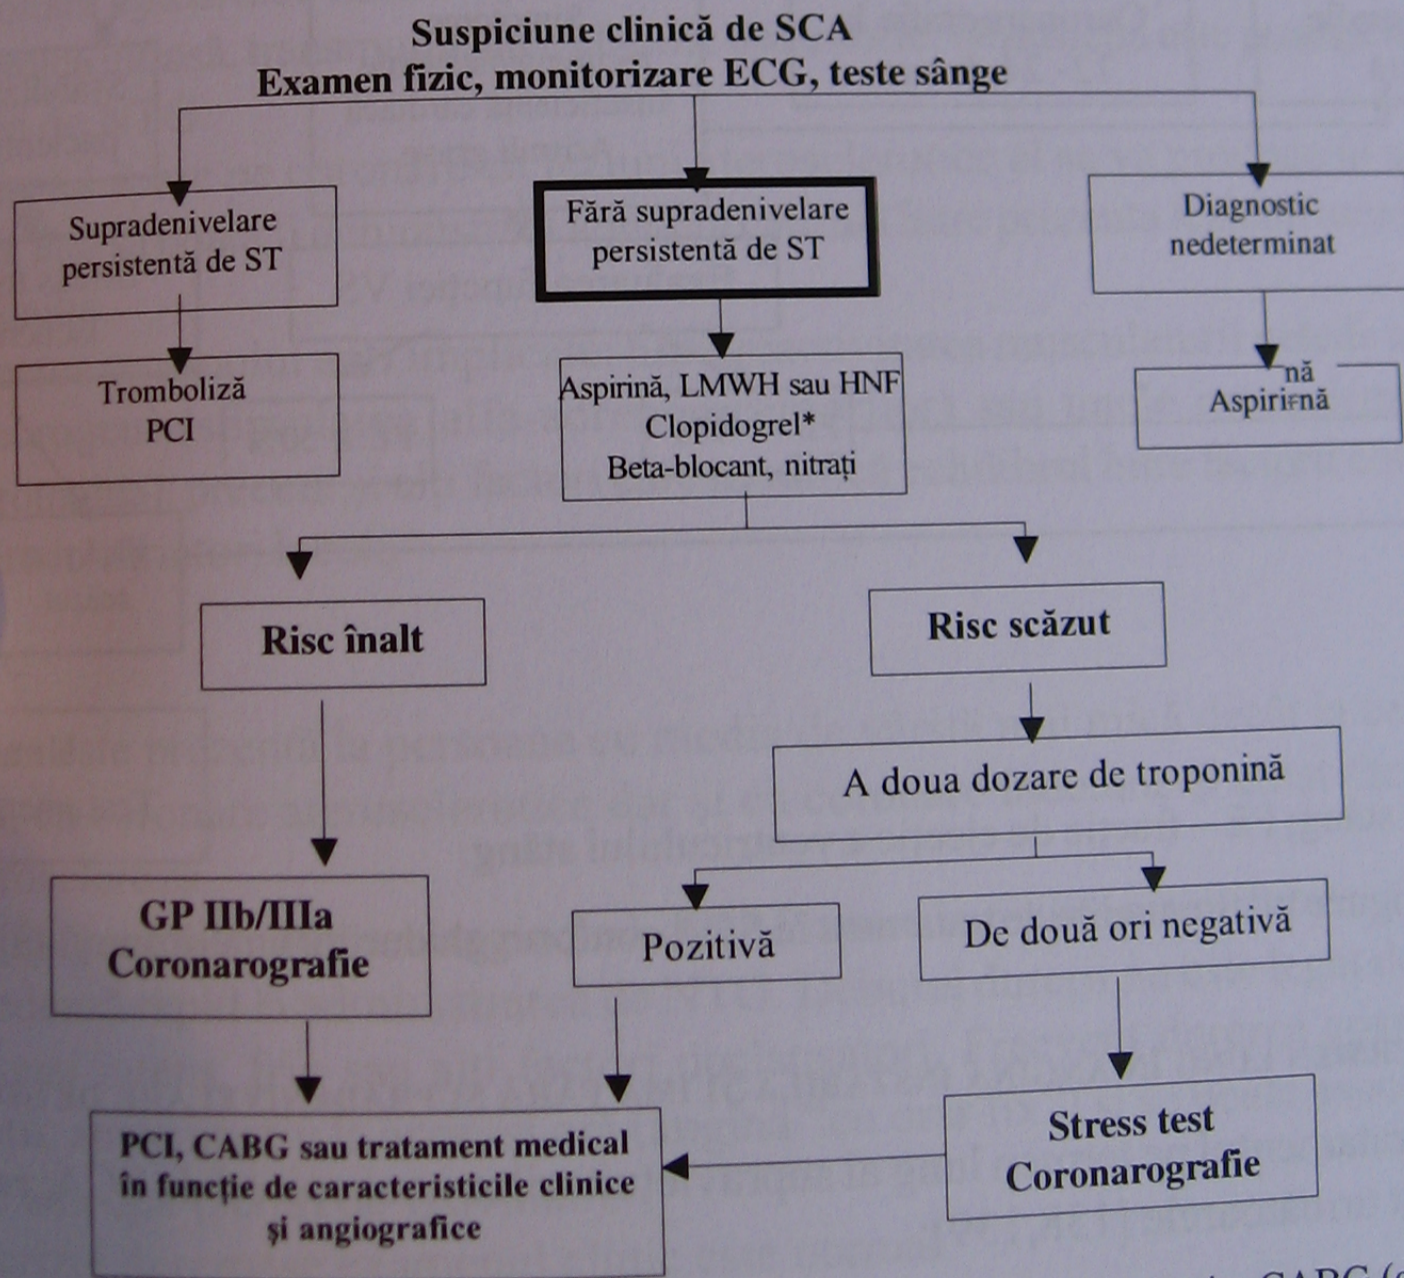 Suspiciune clinică de SCA
Examen fizic, monitorizare ECG, teste sânge
Supradenivelare
persistentă de ST
Fără supradenivelare
persistentă de ST
Diagnostic
nedeterminat
Tromboliză
PCI
Aspirină, LMWH sau HNF
Clopidogrel*
Beta-blocant, nitrați
nă
Aspirină
Risc înalt
Risc scăzut
A doua dozare de troponină
GP IIb/IIIa
Coronarografie
Pozitivă
De două ori negativă
PCI, CABG sau tratament medical
în funcție de caracteristicile clinice
și angiografice
Stress test
Coronarografie
CABG